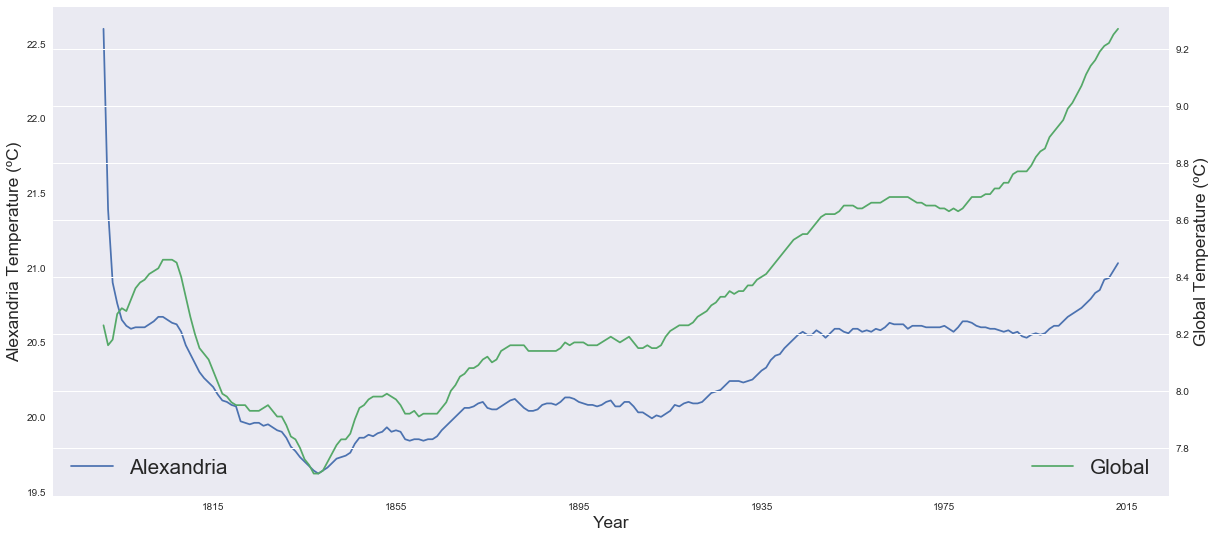 22.5
22.0
21.5
21.0
20.5
20.0
19.5
Alexandria Temperature (ºC)
9.2
9.0
8.8
8.6
8.4
8.2
8.0
7.8
Global Temperature (ºC)
Alexandria
Global
1815 1855 1895 1935 1975 2015
Year